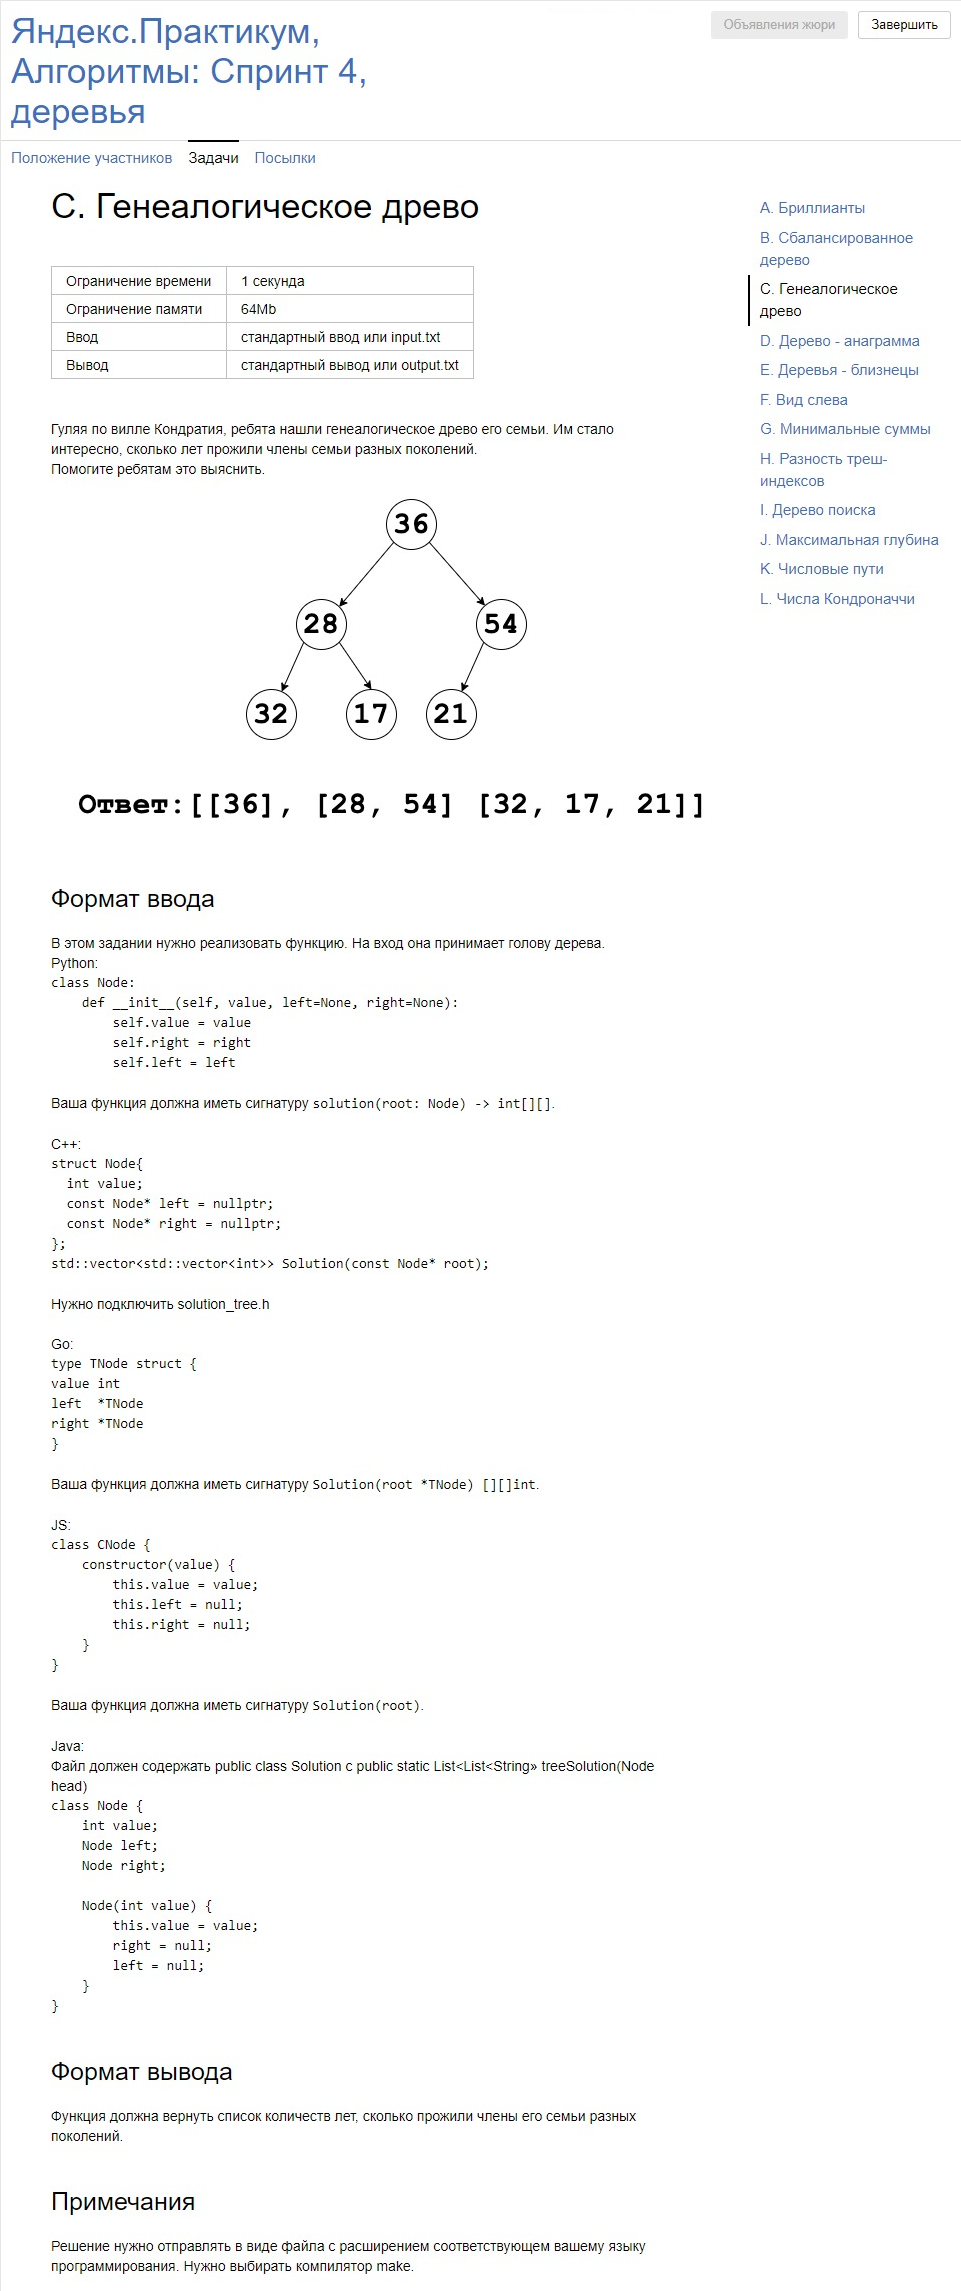 Яндекс.Практикум,
Алгоритмы: Спринт 4,
деревья
Объявления жюри
Завершить
Положение участников
Задачи
Посылки
C. Генеалогическое древо
Ограничение времени 1 секунда
Ограничение памяти 64Mb
Ввод стандартный ввод или input.txt
Вывод стандартный вывод или output.txt
Гуляя по вилле Кондратия, ребята нашли генеалогическое древо его семьи. Им стало
интересно, сколько лет прожили члены семьи разных поколений.
Помогите ребятам это выяснить.
36
28 54
32 17 21
Ответ:[[36], [28, 54] [32, 17, 21]]
Формат ввода
В этом задании нужно реализовать функцию. На вход она принимает голову дерева.
Python:
class Node:
    def __init__(self, value, left=None, right=None):
        self.value = value
        self.right = right
        self.left = left
Ваша функция должна иметь сигнатуру solution(root: Node) -> int[][].
C++:
struct Node{
  int value;
  const Node* left = nullptr;
  const Node* right = nullptr;
};
std::vector<std::vector<int>> Solution(const Node* root);
Нужно подключить solution_tree.h
Go:
type TNode struct {
value int
left  *TNode
right *TNode
}
Ваша функция должна иметь сигнатуру Solution(root *TNode) [][]int.
JS:
class CNode {
    constructor(value) {
        this.value = value;
        this.left = null;
        this.right = null;
    }
}
Ваша функция должна иметь сигнатуру Solution(root).
Java:
Файл должен содержать public class Solution с public static List<List<String» treeSolution(Node
head)
class Node {
    int value;
    Node left;
    Node right;
    Node(int value) {
        this.value = value;
        right = null;
        left = null;
    }
}
Формат вывода
Функция должна вернуть список количеств лет, сколько прожили члены его семьи разных
поколений.
Примечания
Решение нужно отправлять в виде файла с расширением соответствующем вашему языку
программирования. Нужно выбирать компилятор make.
A. Бриллианты
B. Сбалансированное
дерево
C. Генеалогическое
древо
D. Дерево - анаграмма
E. Деревья - близнецы
F. Вид слева
G. Минимальные суммы
H. Разность треш-
индексов
I. Дерево поиска
J. Максимальная глубина
K. Числовые пути
L. Числа Кондроначчи